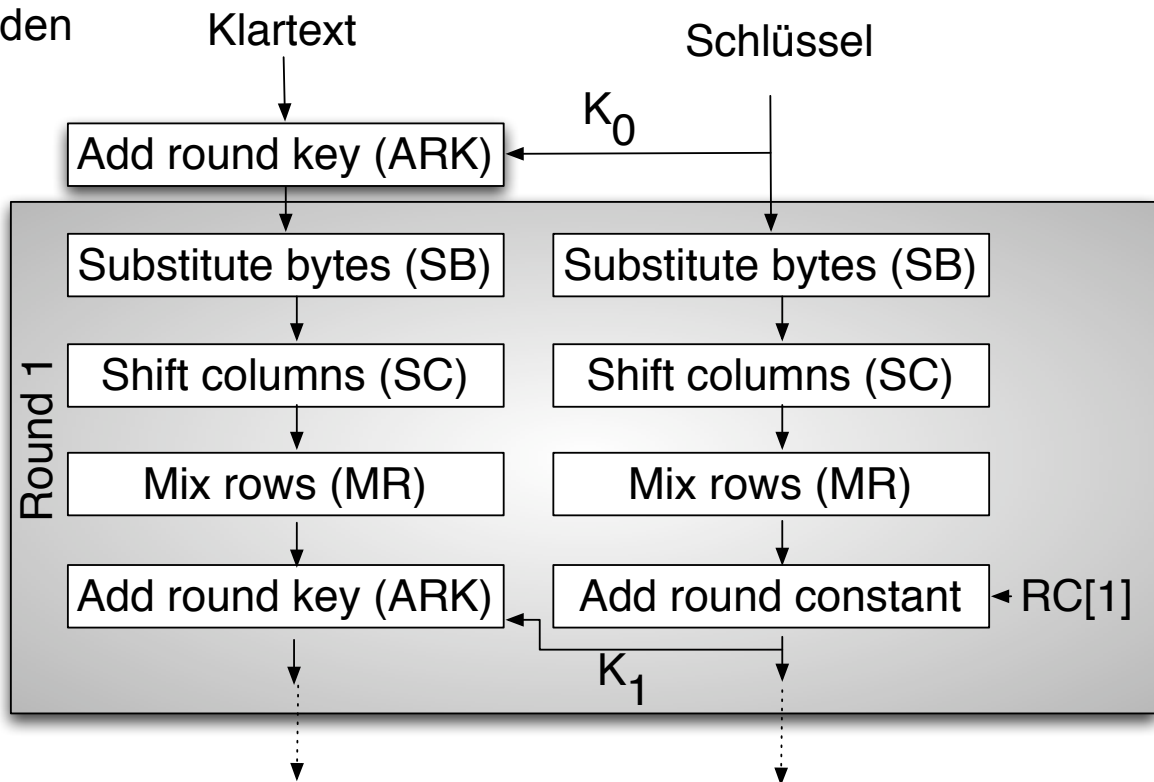 den
Klartext
Schlüssel
K0
Add round key (ARK)
Round 1
Substitute bytes (SB)
Substitute bytes (SB)
Shift columns (SC)
Shift columns (SC)
Mix rows (MR)
Mix rows (MR)
Add round key (ARK)
Add round constant
RC[1]
K1